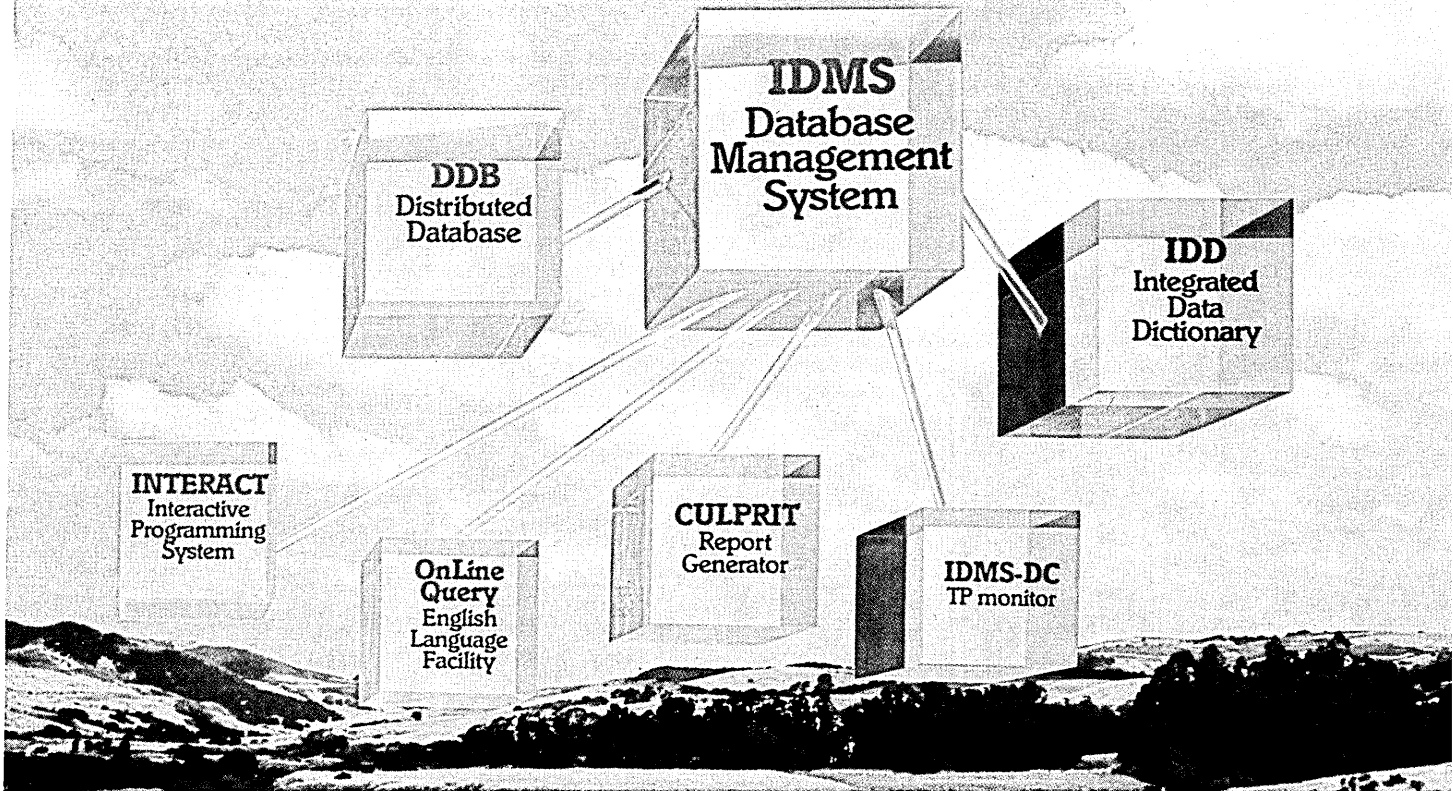 IDMS
Database
Management
System
DDB
Distributed
Database
IDD
Integrated
Data
Dictionary
INTERACT
Interactive
Programming
System
OnLine
Query
English
Language
Facility
CULPRIT
Report
Generator
IDMS-DC
TP monitor